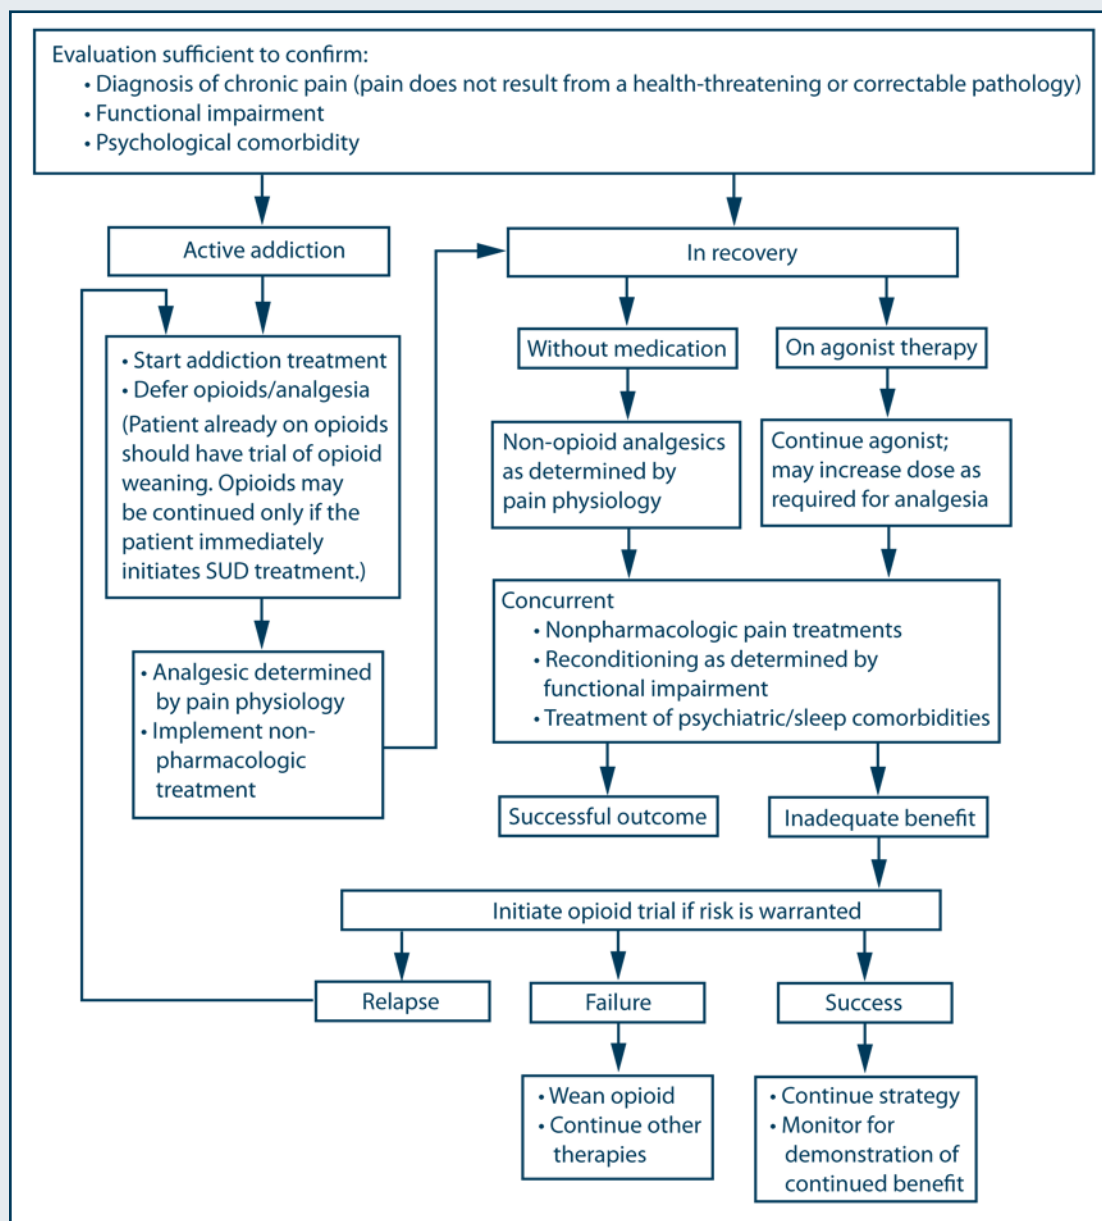 Evaluation sufficient to confirm:
• Diagnosis of chronic pain (pain does not result from a health-threatening or correctable pathology)
• Functional impairment
• Psychological comorbidity
Active addiction
In recovery
• Start addiction treatment
• Defer opioids/analgesia
(Patient already on opioids
should have trial of opioid
weaning. Opioids may
be continued only if the
patient immediately
initiates SUD treatment.)
• Analgesic determined
by pain physiology
• Implement non-
pharmacologic
treatment
Without medication
On agonist therapy
Non-opioid analgesics
as determined by
pain physiology
Continue agonist;
may increase dose as
required for analgesia
Concurrent
• Nonpharmacologic pain treatments
• Reconditioning as determined by
functional impairment
• Treatment of psychiatric/sleep comorbidities
Successful outcome
Inadequate benefit
Initiate opioid trial if risk is warranted
Relapse
Failure
Success
• Wean opioid
• Continue other
therapies
• Continue strategy
• Monitor for
demonstration of
continued benefit